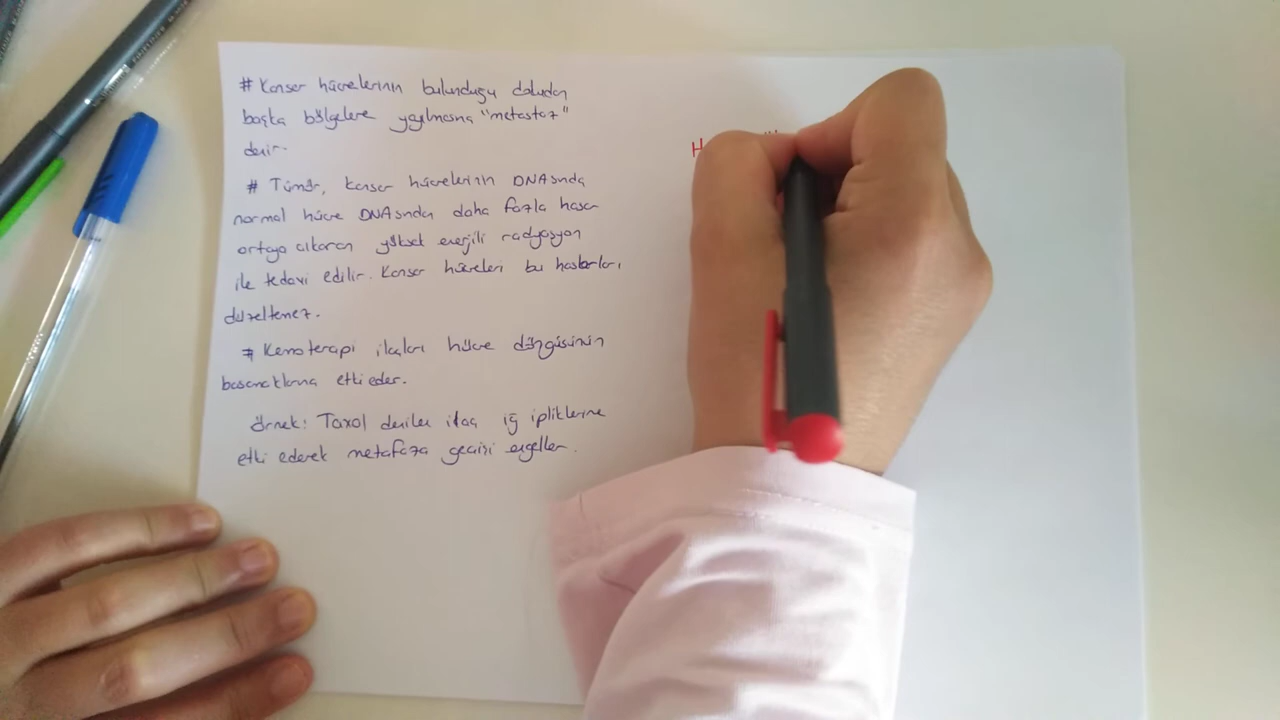 # Kanser hücrelerinin bulunduğu dokudan
başka bölgelere yayılmasına "metastaz"
denir.
# Tümör, kanser hücrelerinin DNAsında
normal hücre DNAsından daha fazla hasar
ortaya çıkaran yüksek enerjili radyasyon
ile tedavi edilir. Kanser hücreleri bu hasarları
düzeltemez.
# Kemoterapi ilaçları hücre döngüsünün
basamaklarına etki eder.
Örnek: Taxol denilen ilaç iğ ipliklerine
etki ederek metafaza geçişi engeller.